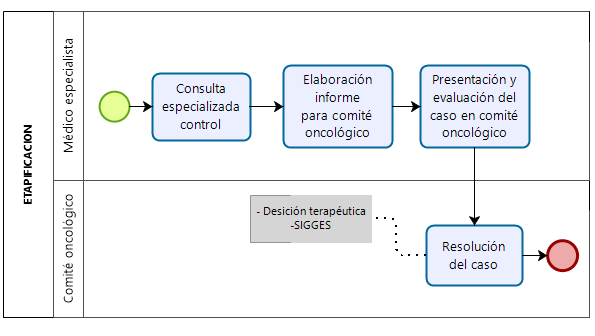 ETAPIFICACION
Médico especialista
Consulta
especializada
control
Elaboración
informe
para comité
oncológico
Presentación y
evaluación del
caso en comité
oncológico
Comité oncológico
- Desición terapéutica
-SIGGES
Resolución
del caso